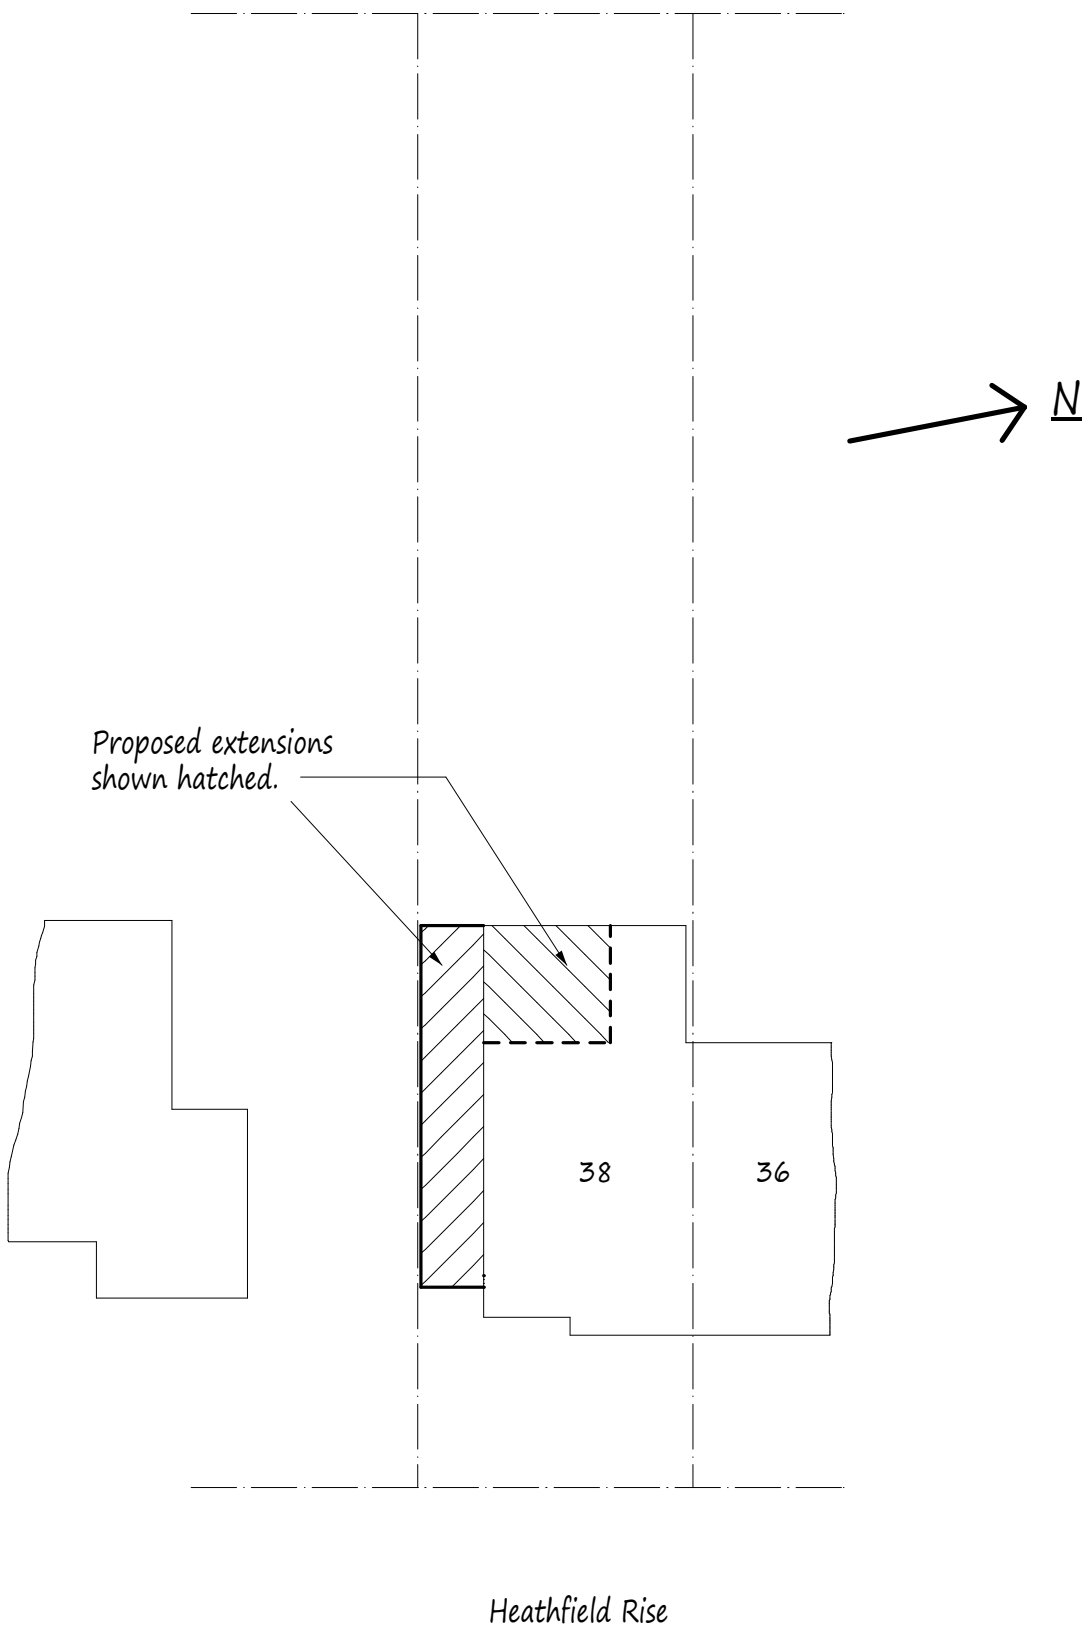 N
Proposed extensions
shown hatched.
38
36
Heathfield Rise